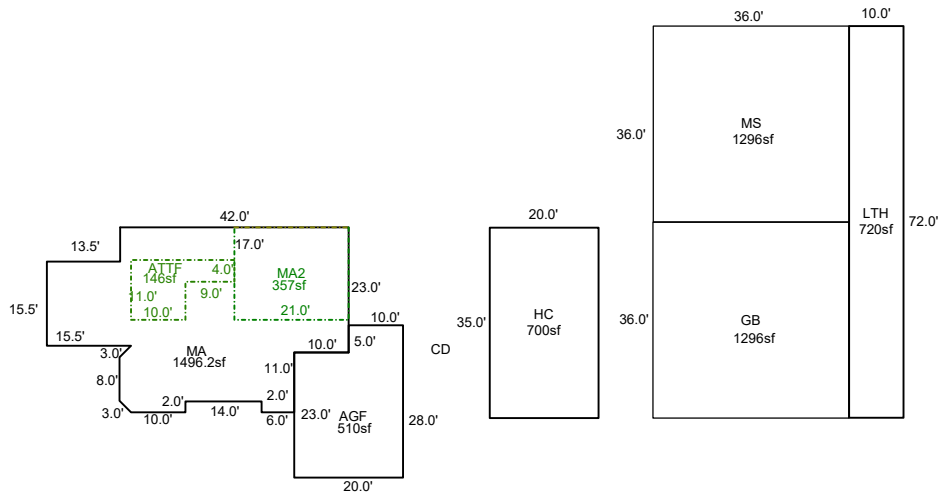 36.0'
10.0'
MS
1296sf
36.0'
LTH
720sf
72.0'
42.0'
20.0'
17.0'
13.5'
ATTF
146sf
4.0'
MA2
357sf
23.0'
11.0'
9.0'
15.5'
10.0'
21.0'
HC
700sf
35.0'
36.0'
GB
1296sf
10.0'
15.5'
5.0'
3.0'
MA
1496.2sf
10.0'
CD
11.0'
8.0'
2.0'
2.0'
3.0'
10.0'
14.0'
6.0'
23.0'
AGF
510sf
28.0'
20.0'